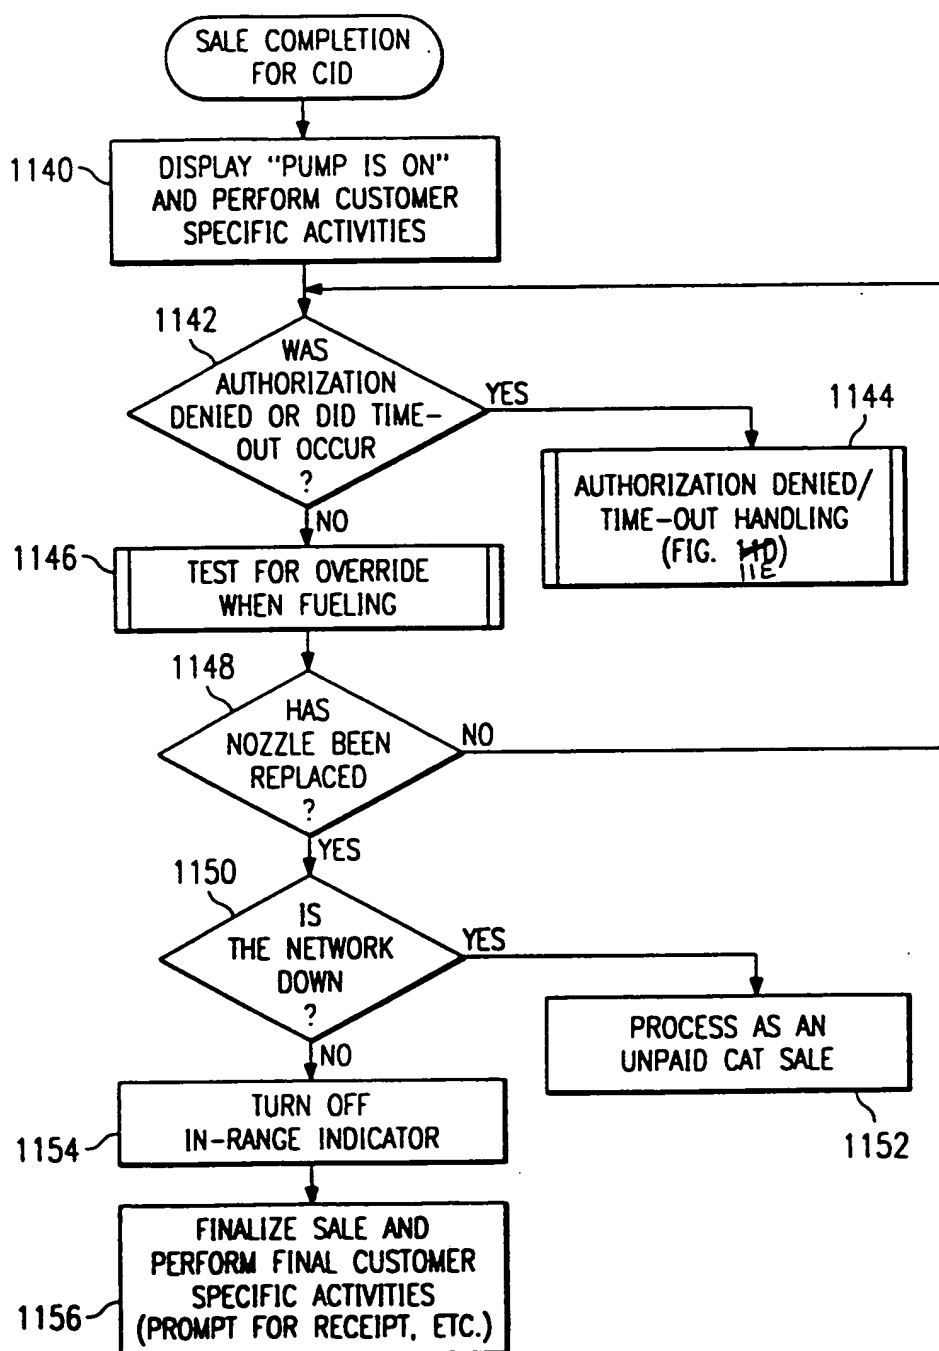 SALE COMPLETION
FOR CID
1140
DISPLAY "PUMP IS ON"
AND PERFORM CUSTOMER
SPECIFIC ACTIVITIES
1142
WAS
AUTHORIZATION
DENIED OR DID TIME-
OUT OCCUR
?
YES
1144
AUTHORIZATION DENIED/
TIME-OUT HANDLING
(FIG. 11D)
11E
NO
1146
TEST FOR OVERRIDE
WHEN FUELING
1148
HAS
NOZZLE BEEN
REPLACED
?
NO
YES
1150
IS
THE NETWORK
DOWN
?
YES
PROCESS AS AN
UNPAID CAT SALE
1152
NO
TURN OFF
IN-RANGE INDICATOR
1154
FINALIZE SALE AND
PERFORM FINAL CUSTOMER
SPECIFIC ACTIVITIES
(PROMPT FOR RECEIPT, ETC.)
1156